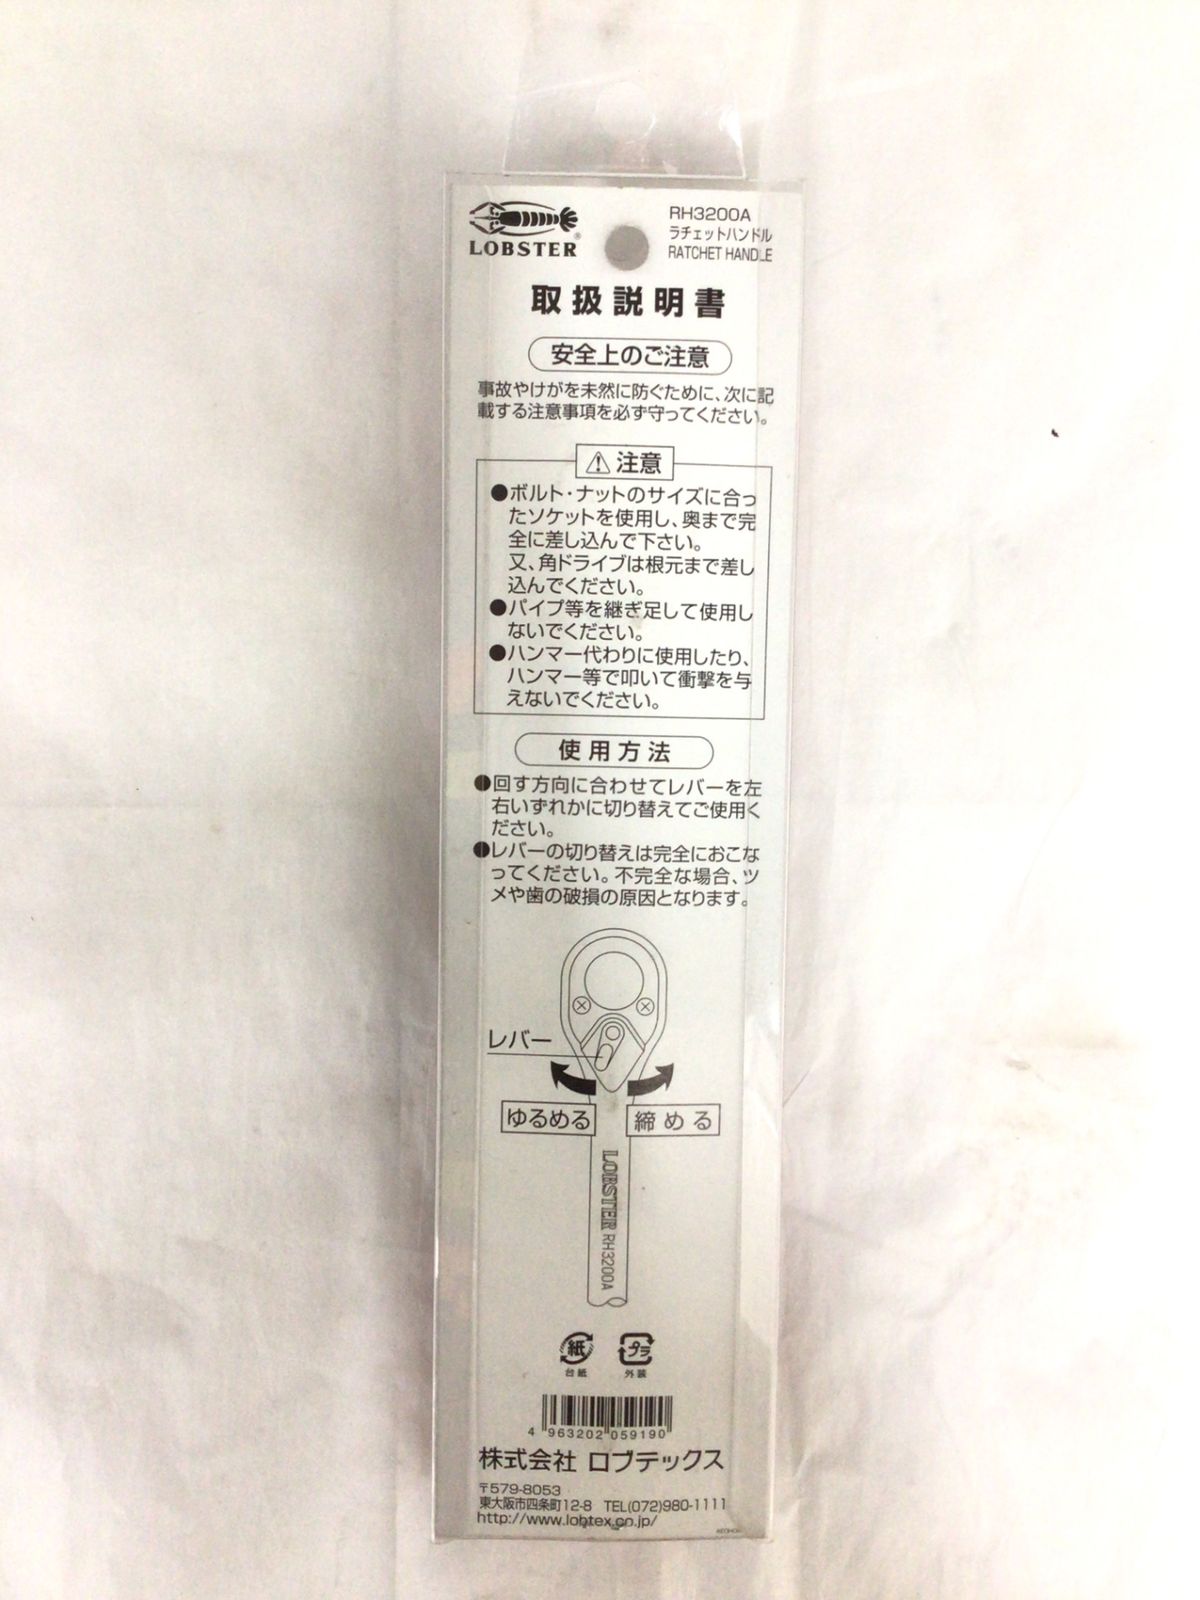 LOBSTER®
RH3200A
ラチェットハンドル
RATCHET HANDLE
取扱説明書
安全上のご注意
事故やけがを未然に防ぐために、次に記
載する注意事項を必ず守ってください。
注意
●ボルト・ナットのサイズに合っ
たソケットを使用し、奥まで完
全に差し込んで下さい。
又、角ドライブは根元まで差し
込んでください。
●パイプ等を継ぎ足して使用し
ないでください。
●ハンマー代わりに使用したり、
ハンマー等で叩いて衝撃を与
えないでください。
使用方法
●回す方向に合わせてレバーを左
右いずれかに切り替えてご使用く
ださい。
●レバーの切り替えは完全におこな
ってください。不完全な場合、ツ
メや歯の破損の原因となります。
レバー
ゆるめる
締める
LOBSTER RH3200A
紙
プラ
台紙
外装
4 963202 059190
株式会社 ロブテックス
〒579-8053
東大阪市四条町12-8 TEL(072)980-1111
http://www.lobtex.co.jp/